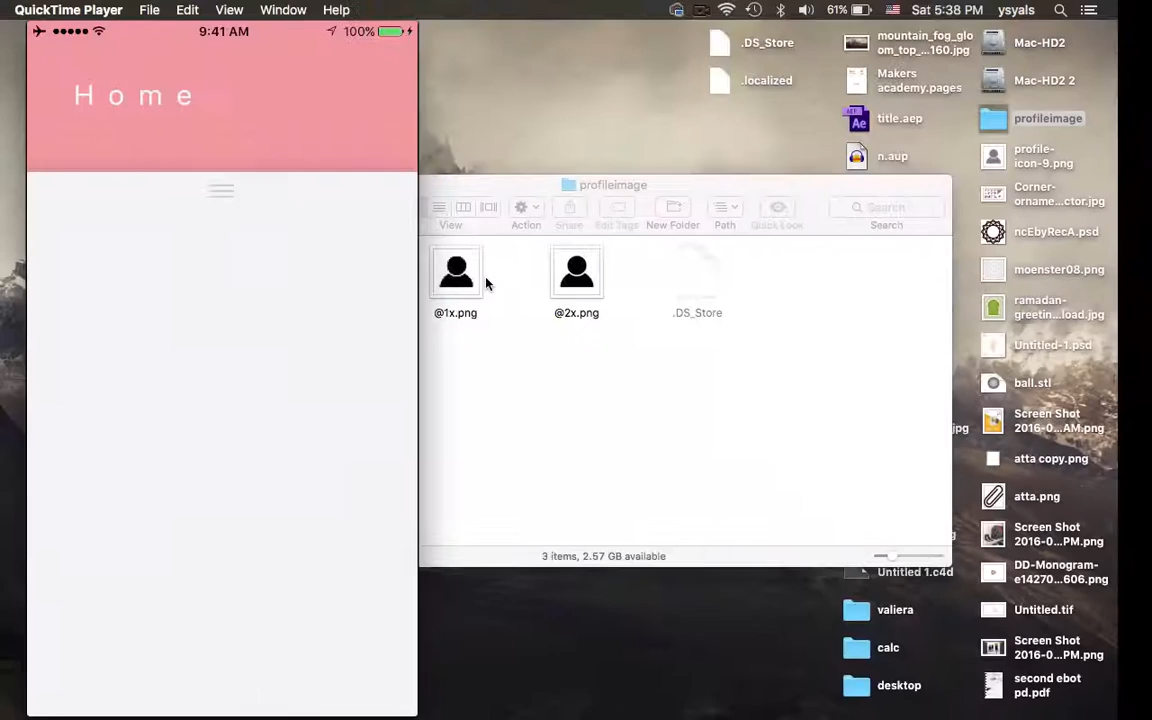 QuickTime Player File Edit View Window Help 61% Sat 5:38 PM ysyals
9:41 AM 100%
Home
.DS_Store
.localized
mountain_fog_glo
om_top_...160.jpg
Makers
academy.pages
title.aep
n.aup
Mac-HD2
Mac-HD2 2
profileimage
profile-
icon-9.png
Corner-
orname...ctor.jpg
ncEbyRecA.psd
moenster08.png
ramadan-
greetin...load.jpg
Untitled-1.psd
ball.stl
Screen Shot
2016-0...AM.png
atta copy.png
atta.png
Screen Shot
2016-0...PM.png
DD-Monogram-
e14270...606.png
Untitled.tif
Screen Shot
2016-0...PM.png
second ebot
pd.pdf
profileimage
View Action Share Edit Tags New Folder Path Quick Look Search
Search
@1x.png
@2x.png
.DS_Store
3 items, 2.57 GB available
jpg
Untitled 1.c4d
valiera
calc
desktop